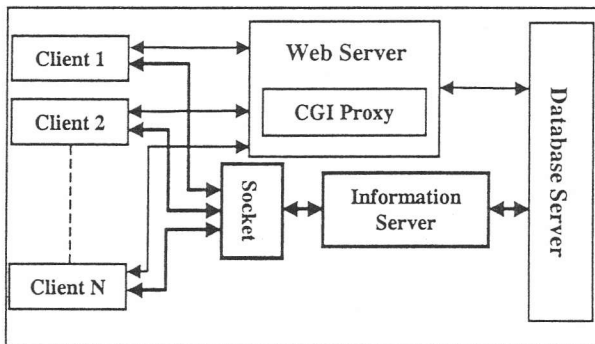 Client 1
Web Server
CGI Proxy
Client 2
Socket
Information
Server
Database Server
Client N